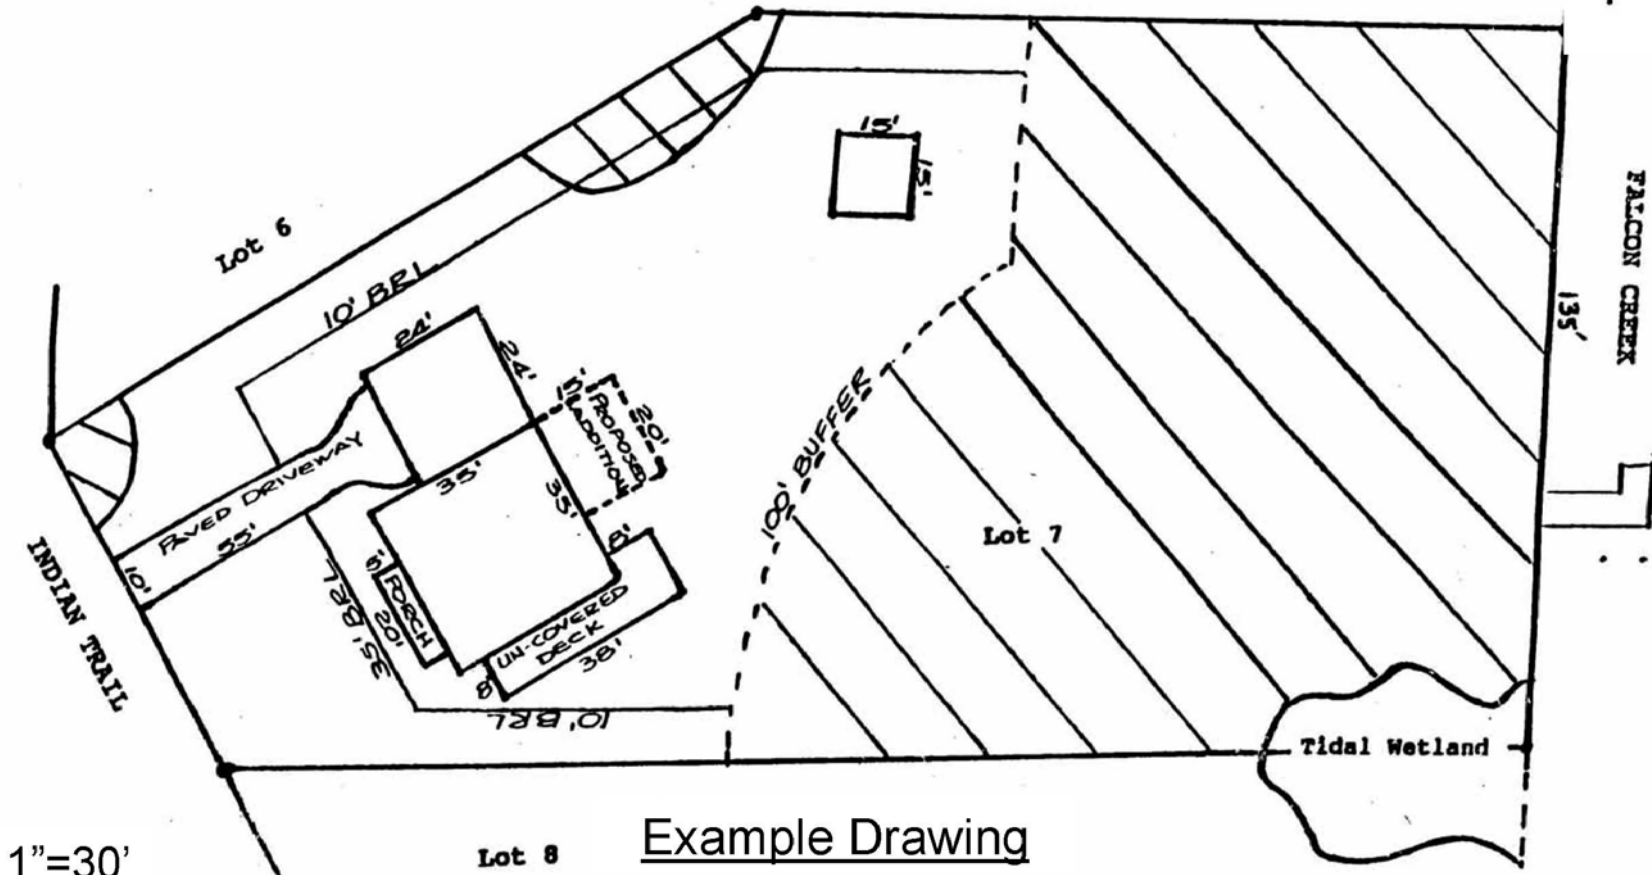 Lot 6
10' BRL
24'
24'
15'
15'
15'
PROPOSED
ADDITION
20'
35'
35'
PAVED DRIVEWAY
55'
10'
INDIAN TRAIL
35' BRL
PORCH
20'
8'
UN-COVERED
DECK
38'
8'
10' BRL
100' BUFFER
Lot 7
FALCON CREEK
135'
Tidal Wetland
Lot 8
Example Drawing
1”=30’